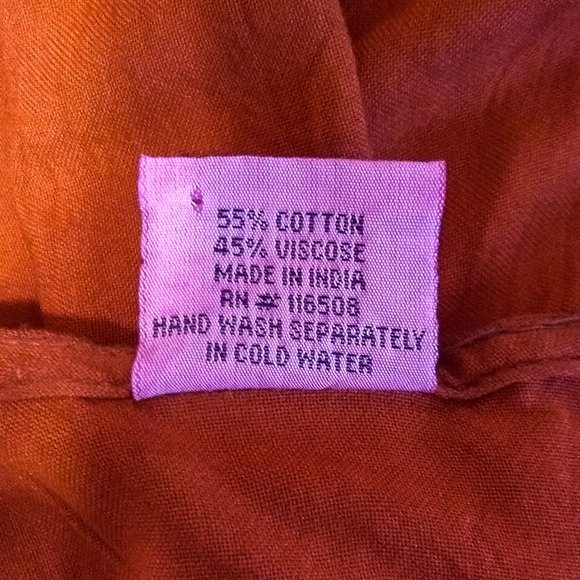 55% COTTON
45% VISCOSE
MADE IN INDIA
RN # 116508
HAND WASH SEPARATELY
IN COLD WATER